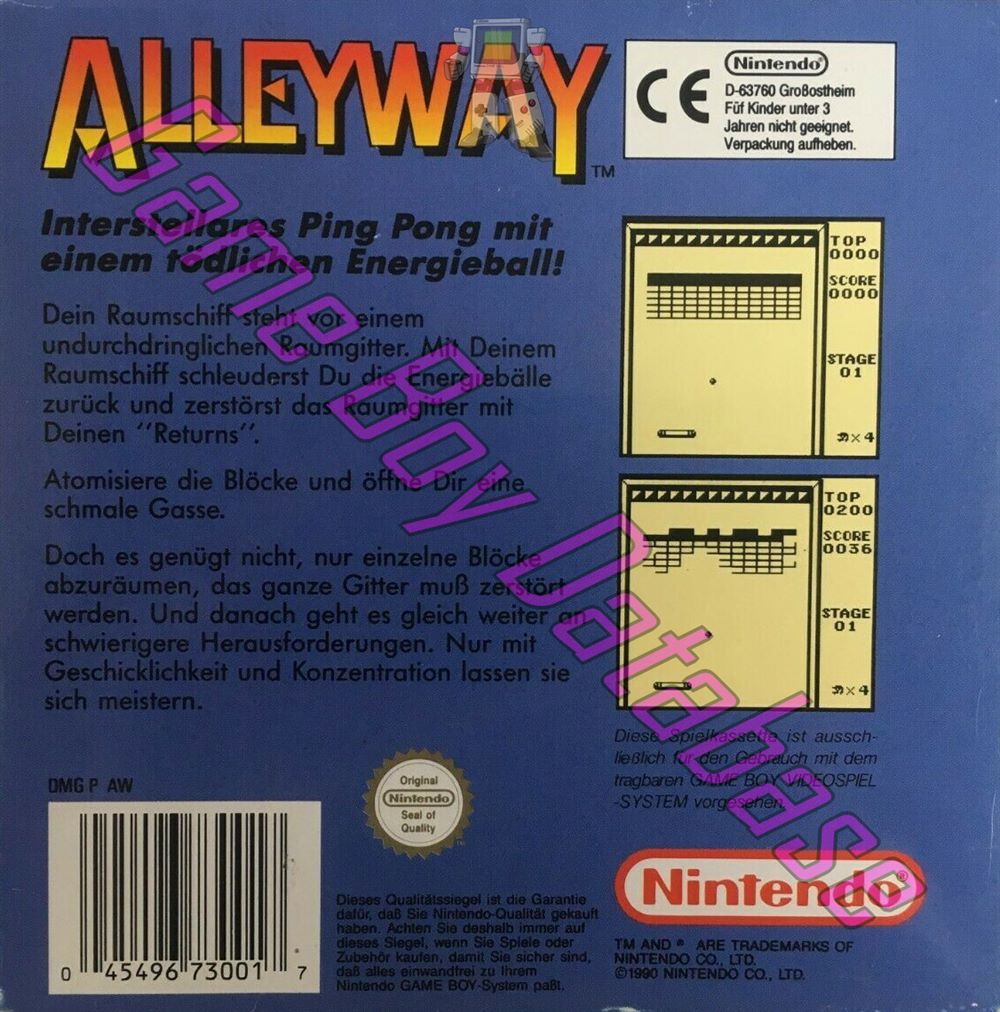 ALLEYWAY™
Nintendo®
CE
D-63760 Großostheim
Füf Kinder unter 3
Jahren nicht geeignet.
Verpackung aufheben.
Interstellares Ping Pong mit
einem tödlichen Energieball!
Dein Raumschiff steht vor einem
undurchdringlichen Raumgitter. Mit Deinem
Raumschiff schleuderst Du die Energiebälle
zurück und zerstörst das Raumgitter mit
Deinen "Returns".
Atomisiere die Blöcke und öffne Dir eine
schmale Gasse.
Doch es genügt nicht, nur einzelne Blöcke
abzuräumen, das ganze Gitter muß zerstört
werden. Und danach geht es gleich weiter an
schwierigere Herausforderungen. Nur mit
Geschicklichkeit und Konzentration lassen sie
sich meistern.
TOP
0000
SCORE
0000
STAGE
01
×4
TOP
0200
SCORE
0036
STAGE
01
×4
Diese Spielkassette ist aussch-
ließlich für den Gebrauch mit dem
tragbaren GAME BOY VIDEOSPIEL
-SYSTEM vorgesehen.
DMG P AW
0 45496 73001 7
Original
Nintendo
Seal of
Quality
Dieses Qualitätssiegel ist die Garantie
dafür, daß Sie Nintendo-Qualität gekauft
haben. Achten Sie deshalb immer auf
dieses Siegel, wenn Sie Spiele oder
Zubehör kaufen, damit Sie sicher sind,
daß alles einwandfrei zu Ihrem
Nintendo GAME BOY-System paßt.
Nintendo®
TM AND ® ARE TRADEMARKS OF
NINTENDO CO., LTD.
©1990 NINTENDO CO., LTD.
Game Boy Database